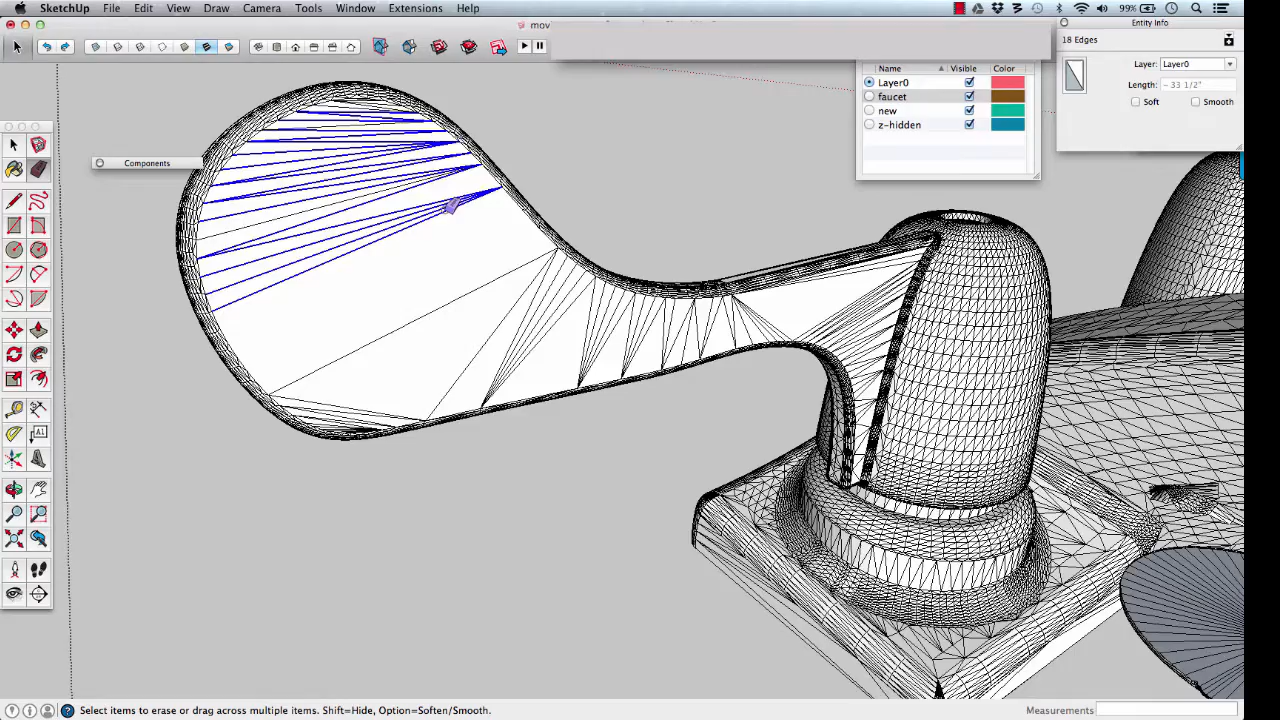 SketchUp File Edit View Draw Camera Tools Window Extensions Help 99%
mov
Entity Info
18 Edges
Layer: Layer0
Length: ~ 33 1/2"
Soft Smooth
Name Visible Color
Layer0
faucet
new
z-hidden
Components
A1
Select items to erase or drag across multiple items. Shift=Hide, Option=Soften/Smooth.
Measurements